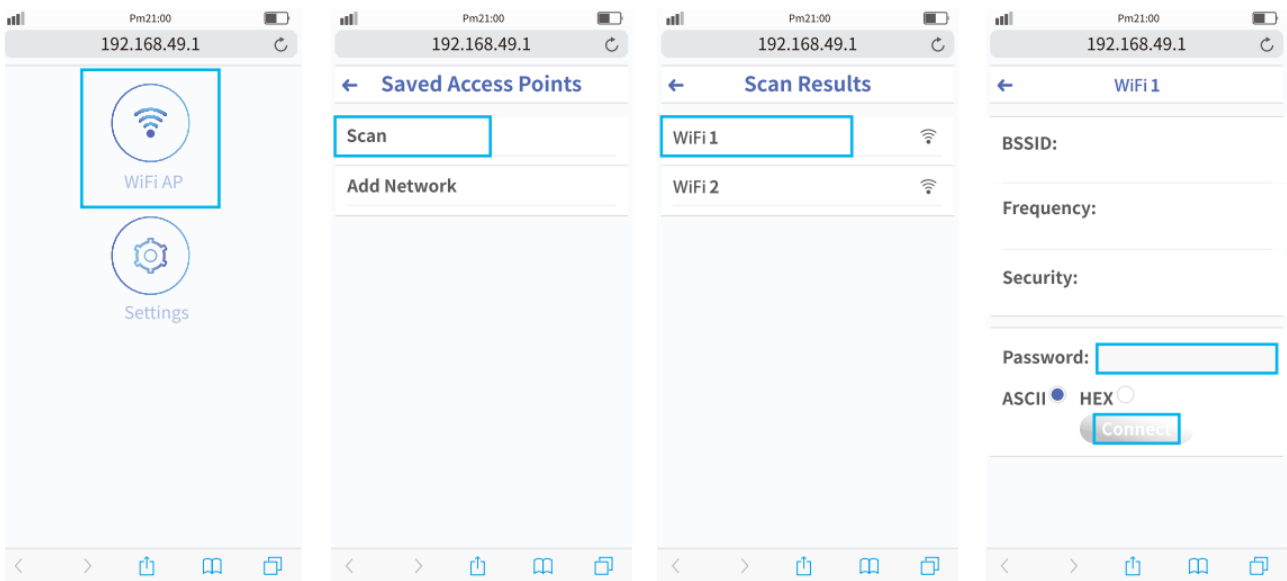 Pm21:00
192.168.49.1
WiFi AP
Settings
Pm21:00
192.168.49.1
Saved Access Points
Scan
Add Network
Pm21:00
192.168.49.1
Scan Results
WiFi 1
WiFi 2
Pm21:00
192.168.49.1
WiFi 1
BSSID:
Frequency:
Security:
Password:
ASCII HEX
Connect